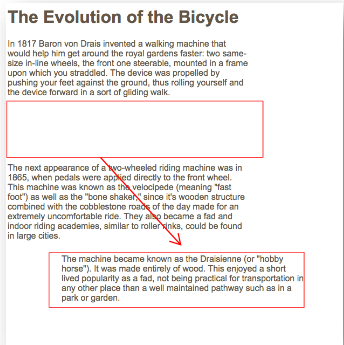 The Evolution of the Bicycle
In 1817 Baron von Drais invented a walking machine that
would help him get around the royal gardens faster: two same-
size in-line wheels, the front one steerable, mounted in a frame
upon which you straddled. The device was propelled by
pushing your feet against the ground, thus rolling yourself and
the device forward in a sort of gliding walk.
The next appearance of a two-wheeled riding machine was in
1865, when pedals were applied directly to the front wheel.
This machine was known as the velocipede (meaning "fast
foot") as well as the "bone shaker," since it's wooden structure
combined with the cobblestone roads of the day made for an
extremely uncomfortable ride. They also became a fad and
indoor riding academies, similar to roller rinks, could be found
in large cities.
The machine became known as the Draisienne (or "hobby
horse"). It was made entirely of wood. This enjoyed a short
lived popularity as a fad, not being practical for transportation in
any other place than a well maintained pathway such as in a
park or garden.